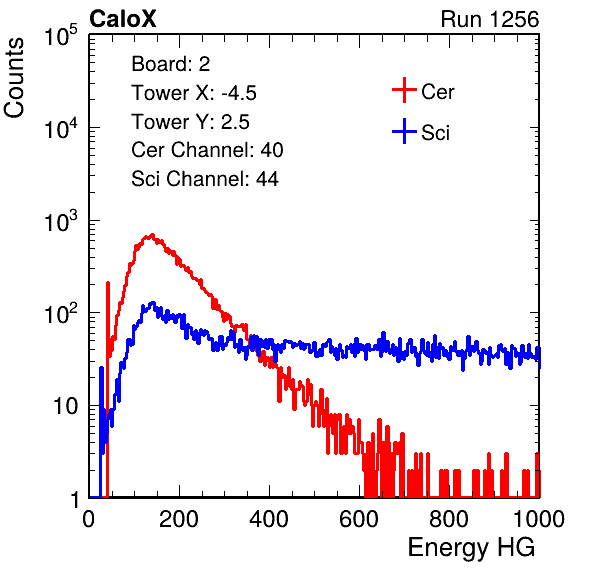 CaloX Run 1256
Counts
Board: 2
Tower X: -4.5
Tower Y: 2.5
Cer Channel: 40
Sci Channel: 44
Cer
Sci
10^5
10^4
10^3
10^2
10
1
0 200 400 600 800 1000
Energy HG